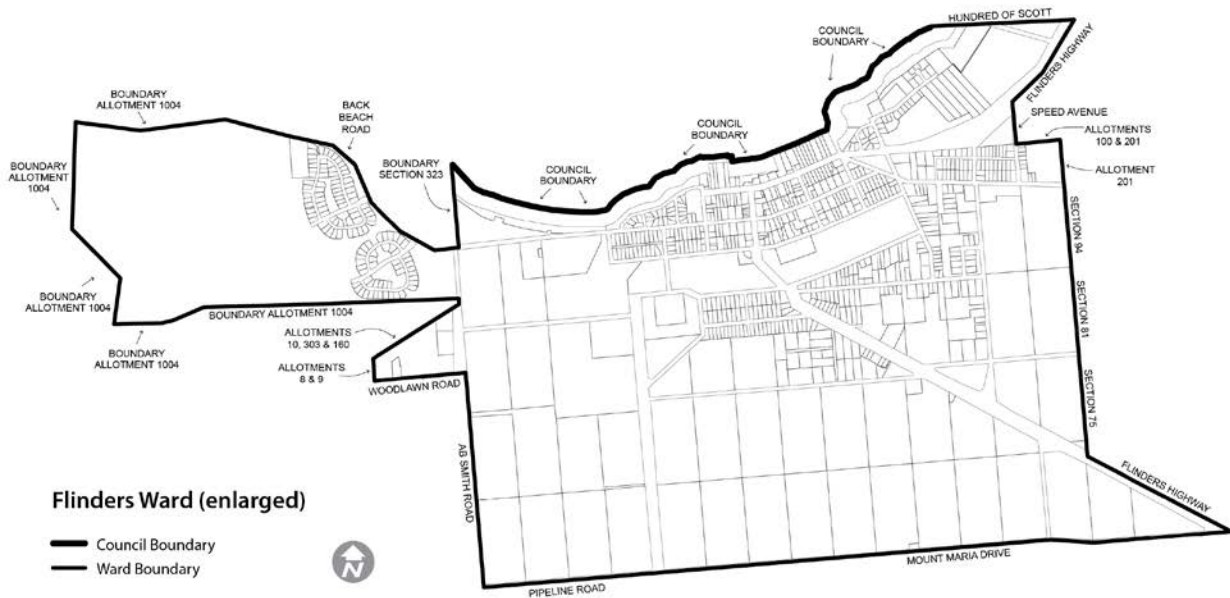 HUNDRED OF SCOTT
COUNCIL
BOUNDARY
FLINDERS HIGHWAY
BOUNDARY
ALLOTMENT 1004
BACK
BEACH
ROAD
SPEED AVENUE
COUNCIL
BOUNDARY
ALLOTMENTS
100 & 201
BOUNDARY
ALLOTMENT
1004
BOUNDARY
SECTION 323
COUNCIL
BOUNDARY
ALLOTMENT
201
SECTION 94
BOUNDARY
ALLOTMENT 1004
BOUNDARY ALLOTMENT 1004
SECTION 81
ALLOTMENTS
10, 303 & 160
BOUNDARY
ALLOTMENT 1004
ALLOTMENTS
8 & 9
WOODLAWN ROAD
SECTION 75
AB SMITH ROAD
FLINDERS HIGHWAY
Flinders Ward (enlarged)
Council Boundary
Ward Boundary
N
MOUNT MARIA DRIVE
PIPELINE ROAD